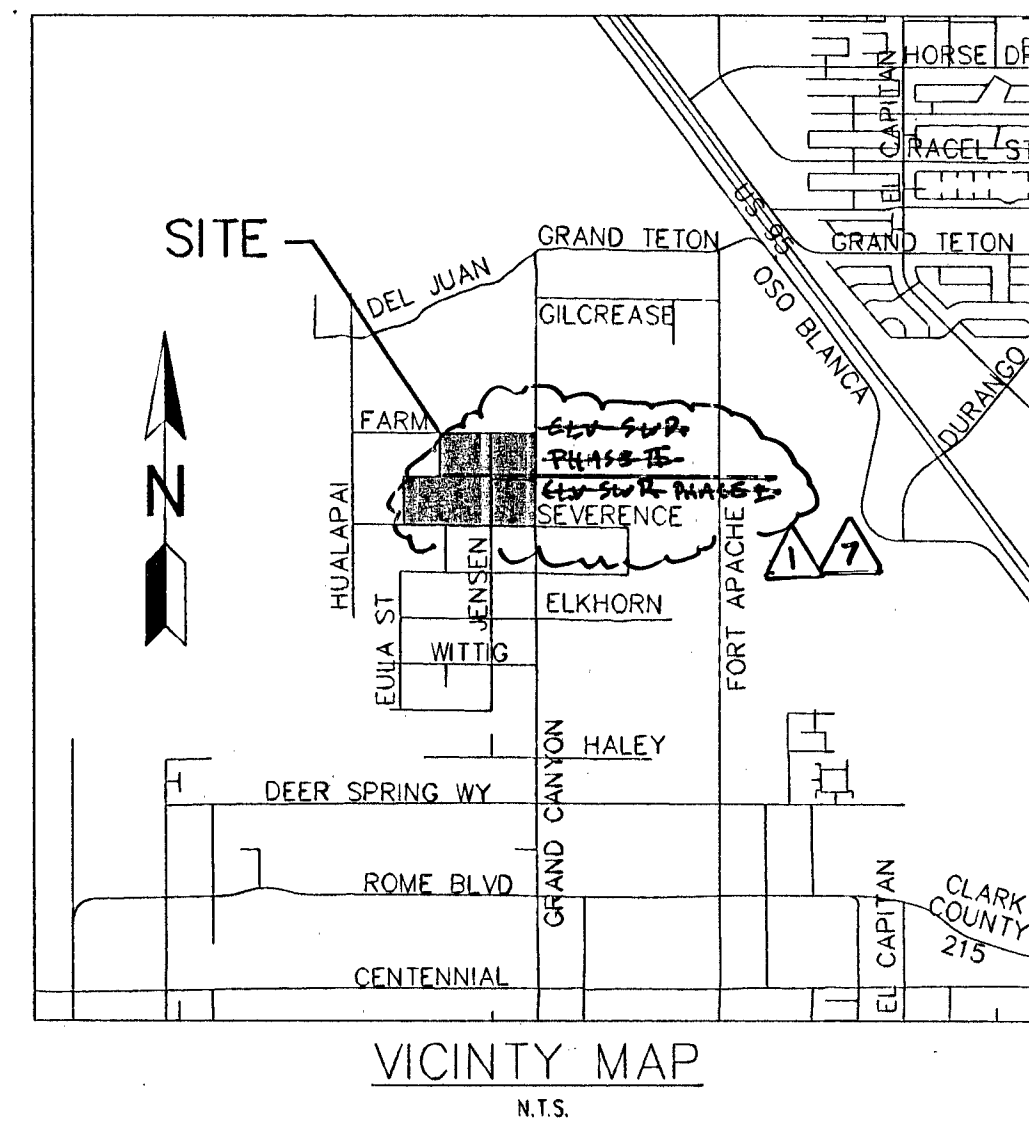 HORSE DR
EL CAPITAN
RACEL ST
US 95
SITE
GRAND TETON
GRAND TETON
DEL JUAN
OSO BLANCA
GILCREASE
DURANGO
FARM
PHASE II
PHASE I
SEVERENCE
N
HUALAPAI
JENSEN
FORT APACHE
1
7
EULA ST
ELKHORN
WITTIG
GRAND CANYON
HALEY
DEER SPRING WY
ROME BLVD
EL CAPITAN
CLARK
COUNTY
215
CENTENNIAL
VICINTY MAP
N.T.S.